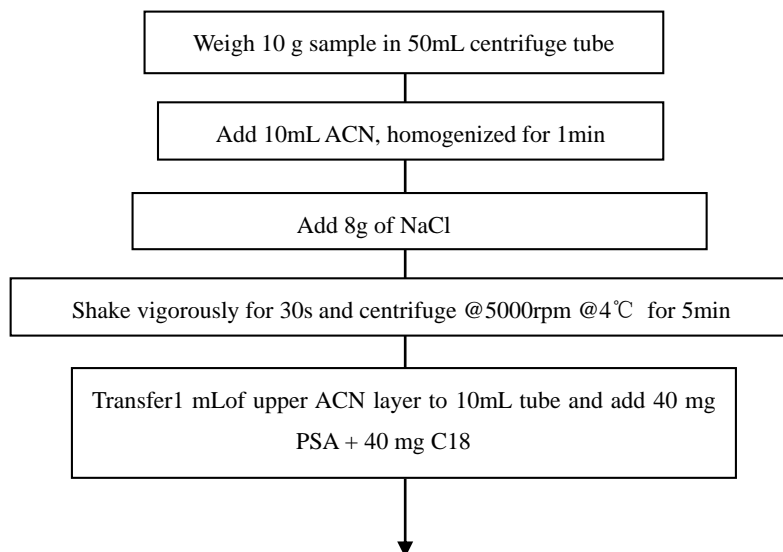 Weigh 10 g sample in 50mL centrifuge tube
Add 10mL ACN, homogenized for 1min
Add 8g of NaCl
Shake vigorously for 30s and centrifuge @5000rpm @4℃ for 5min
Transfer1 mLof upper ACN layer to 10mL tube and add 40 mg
PSA + 40 mg C18